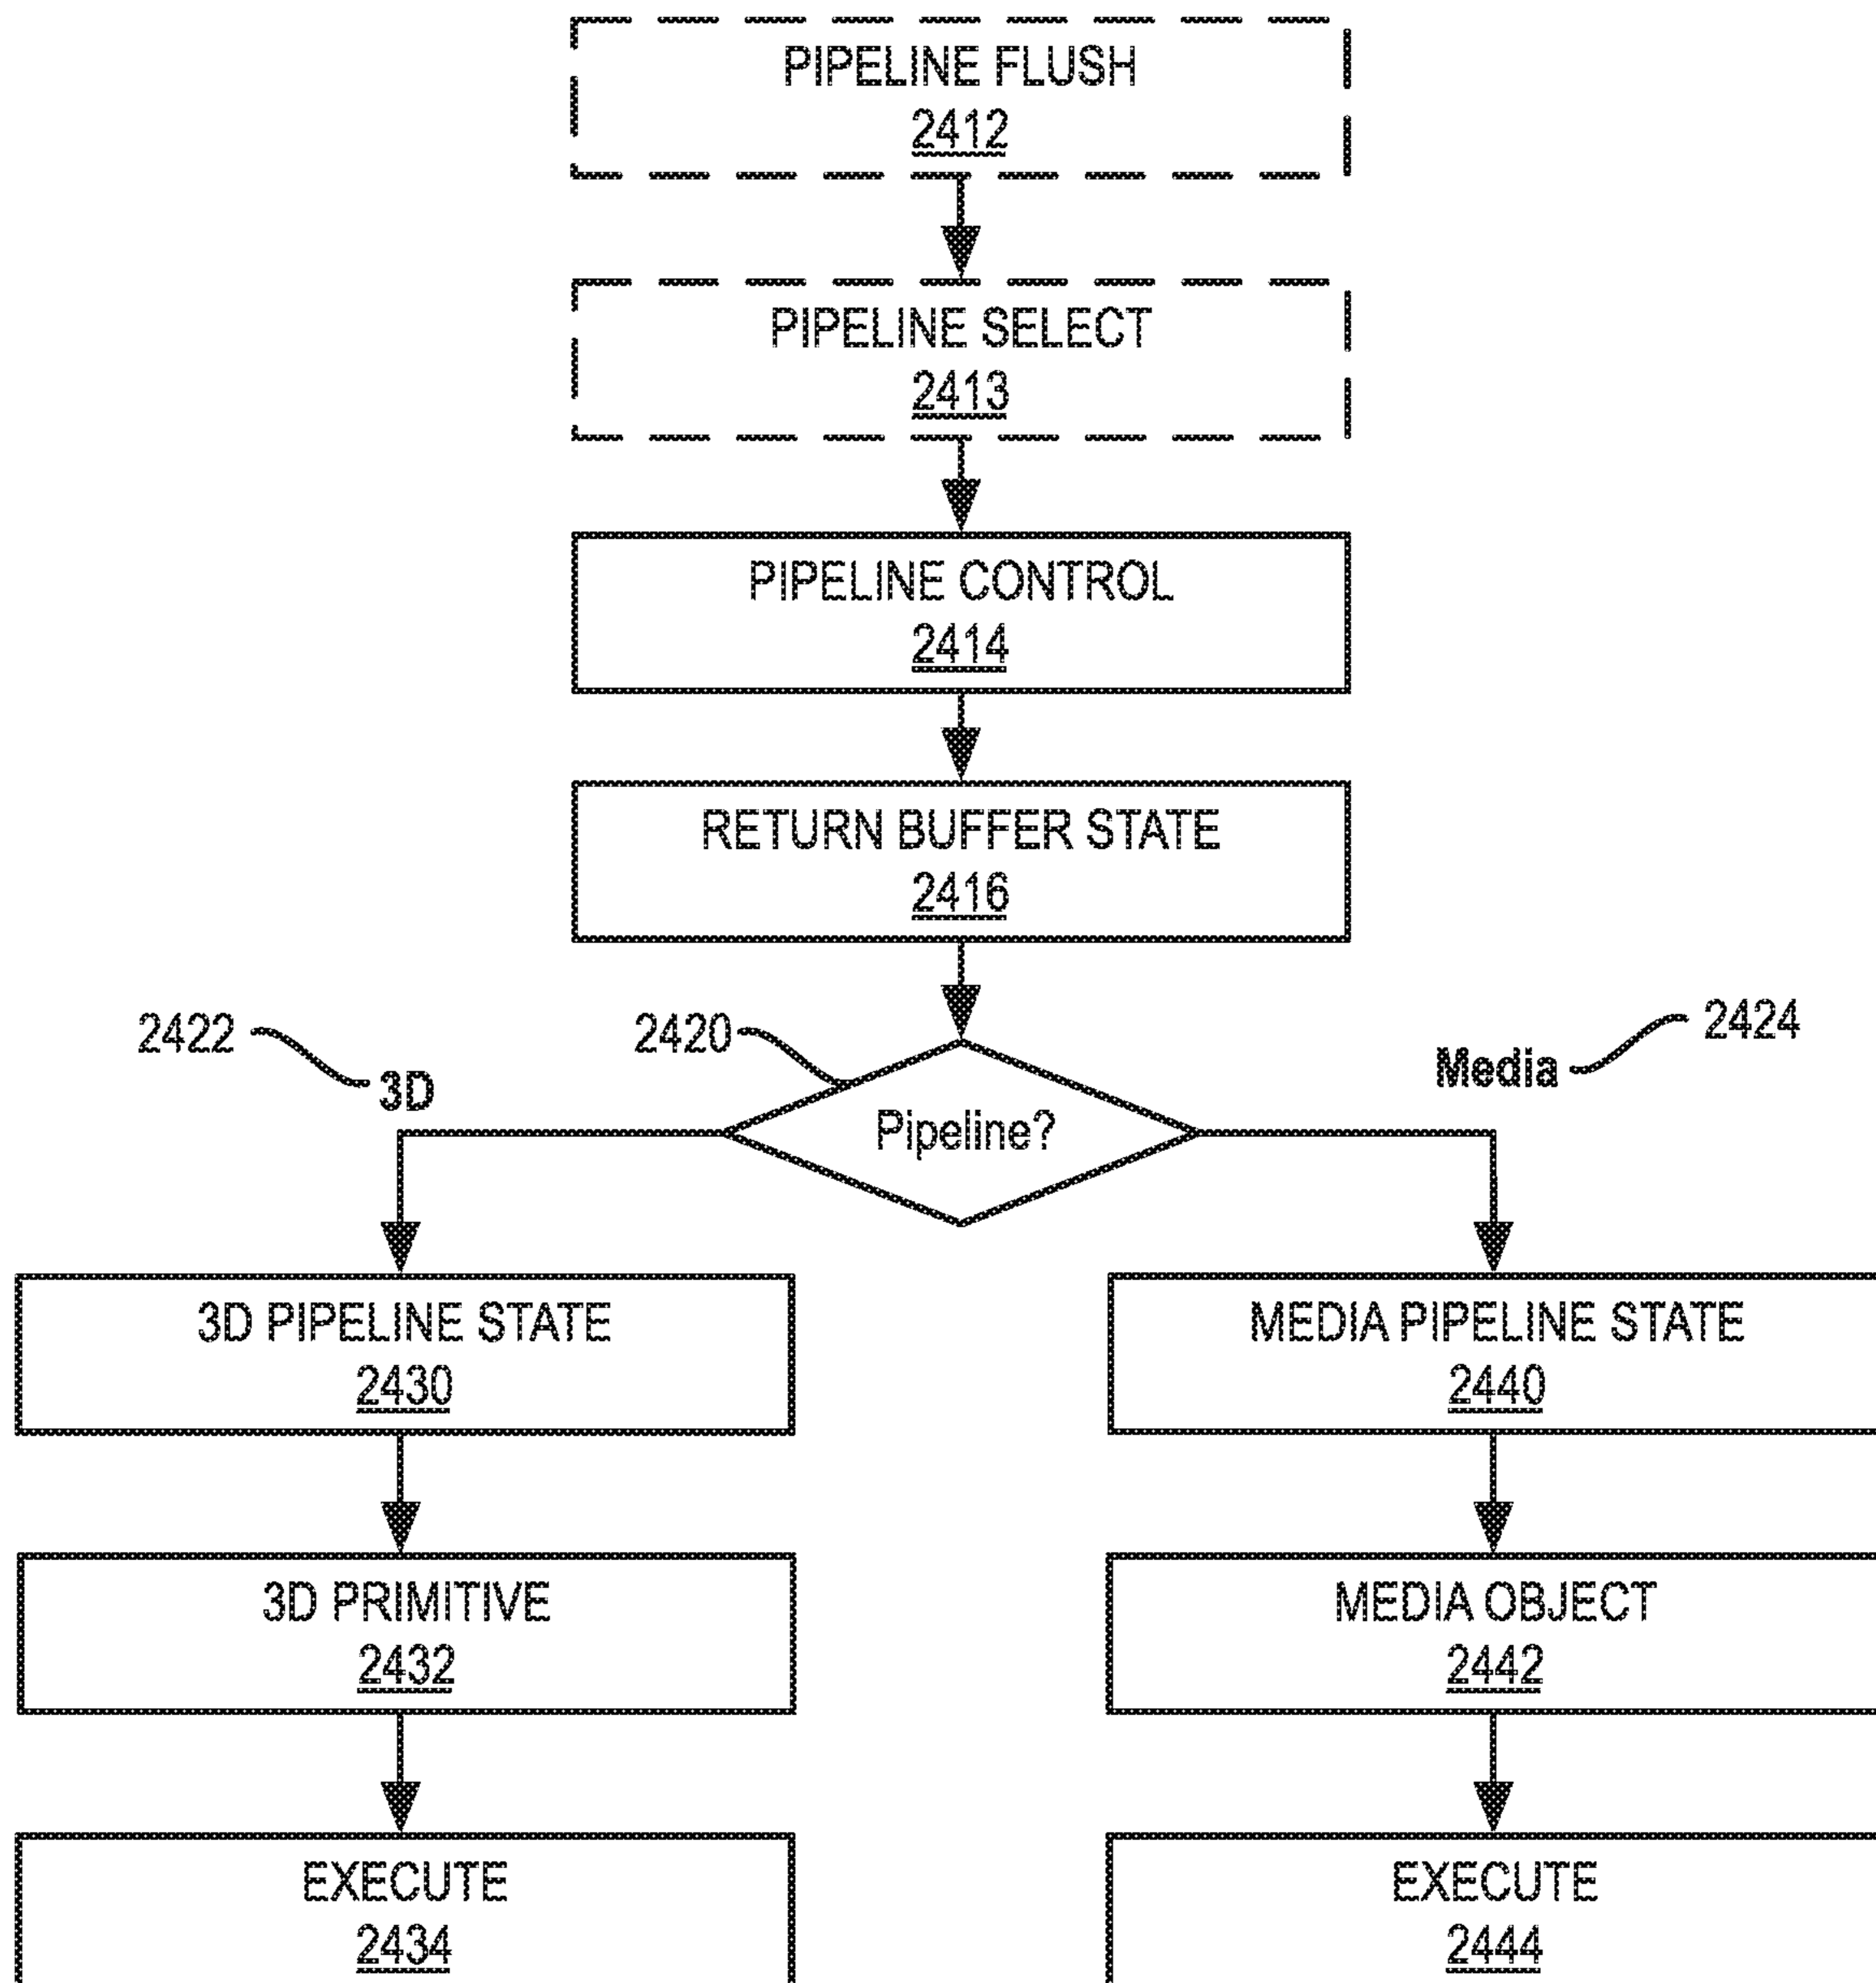 PIPELINE FLUSH
2412
PIPELINE SELECT
2413
PIPELINE CONTROL
2414
RETURN BUFFER STATE
2416
2422
3D
2420
Pipeline?
Media
2424
3D PIPELINE STATE
2430
MEDIA PIPELINE STATE
2440
3D PRIMITIVE
2432
MEDIA OBJECT
2442
EXECUTE
2434
EXECUTE
2444